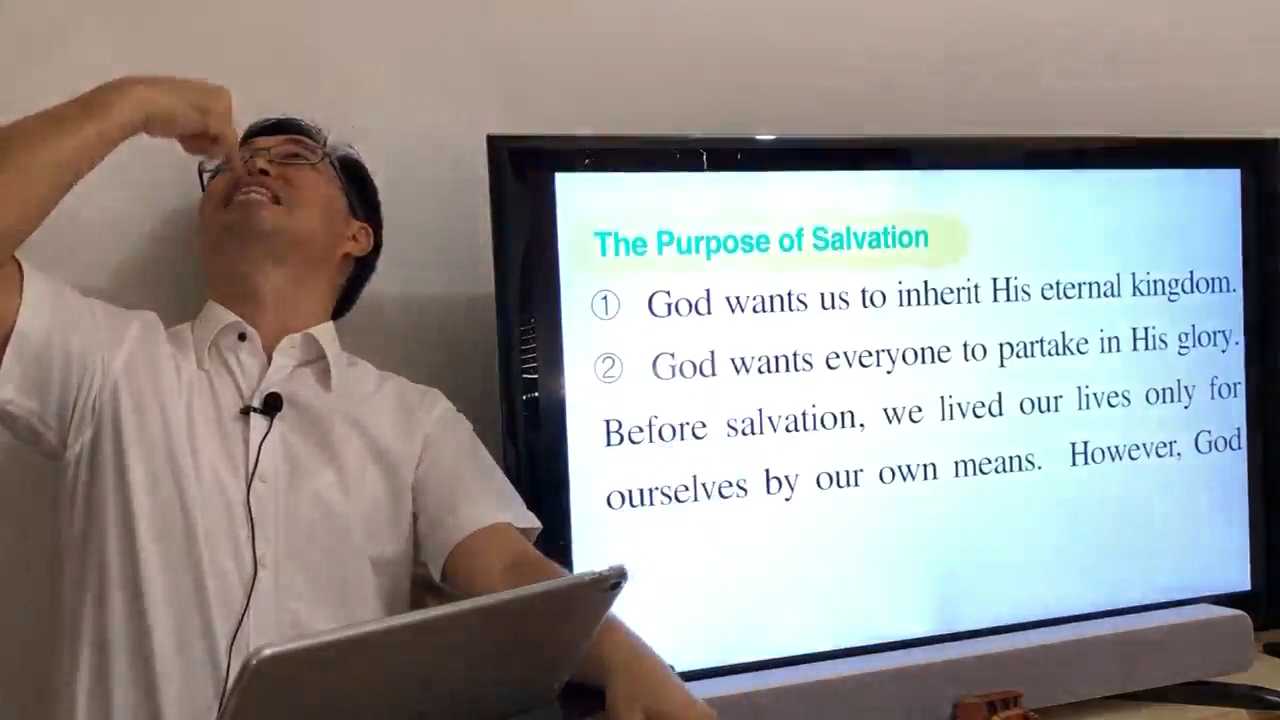 The Purpose of Salvation
① God wants us to inherit His eternal kingdom.
② God wants everyone to partake in His glory.
Before salvation, we lived our lives only for
ourselves by our own means. However, God